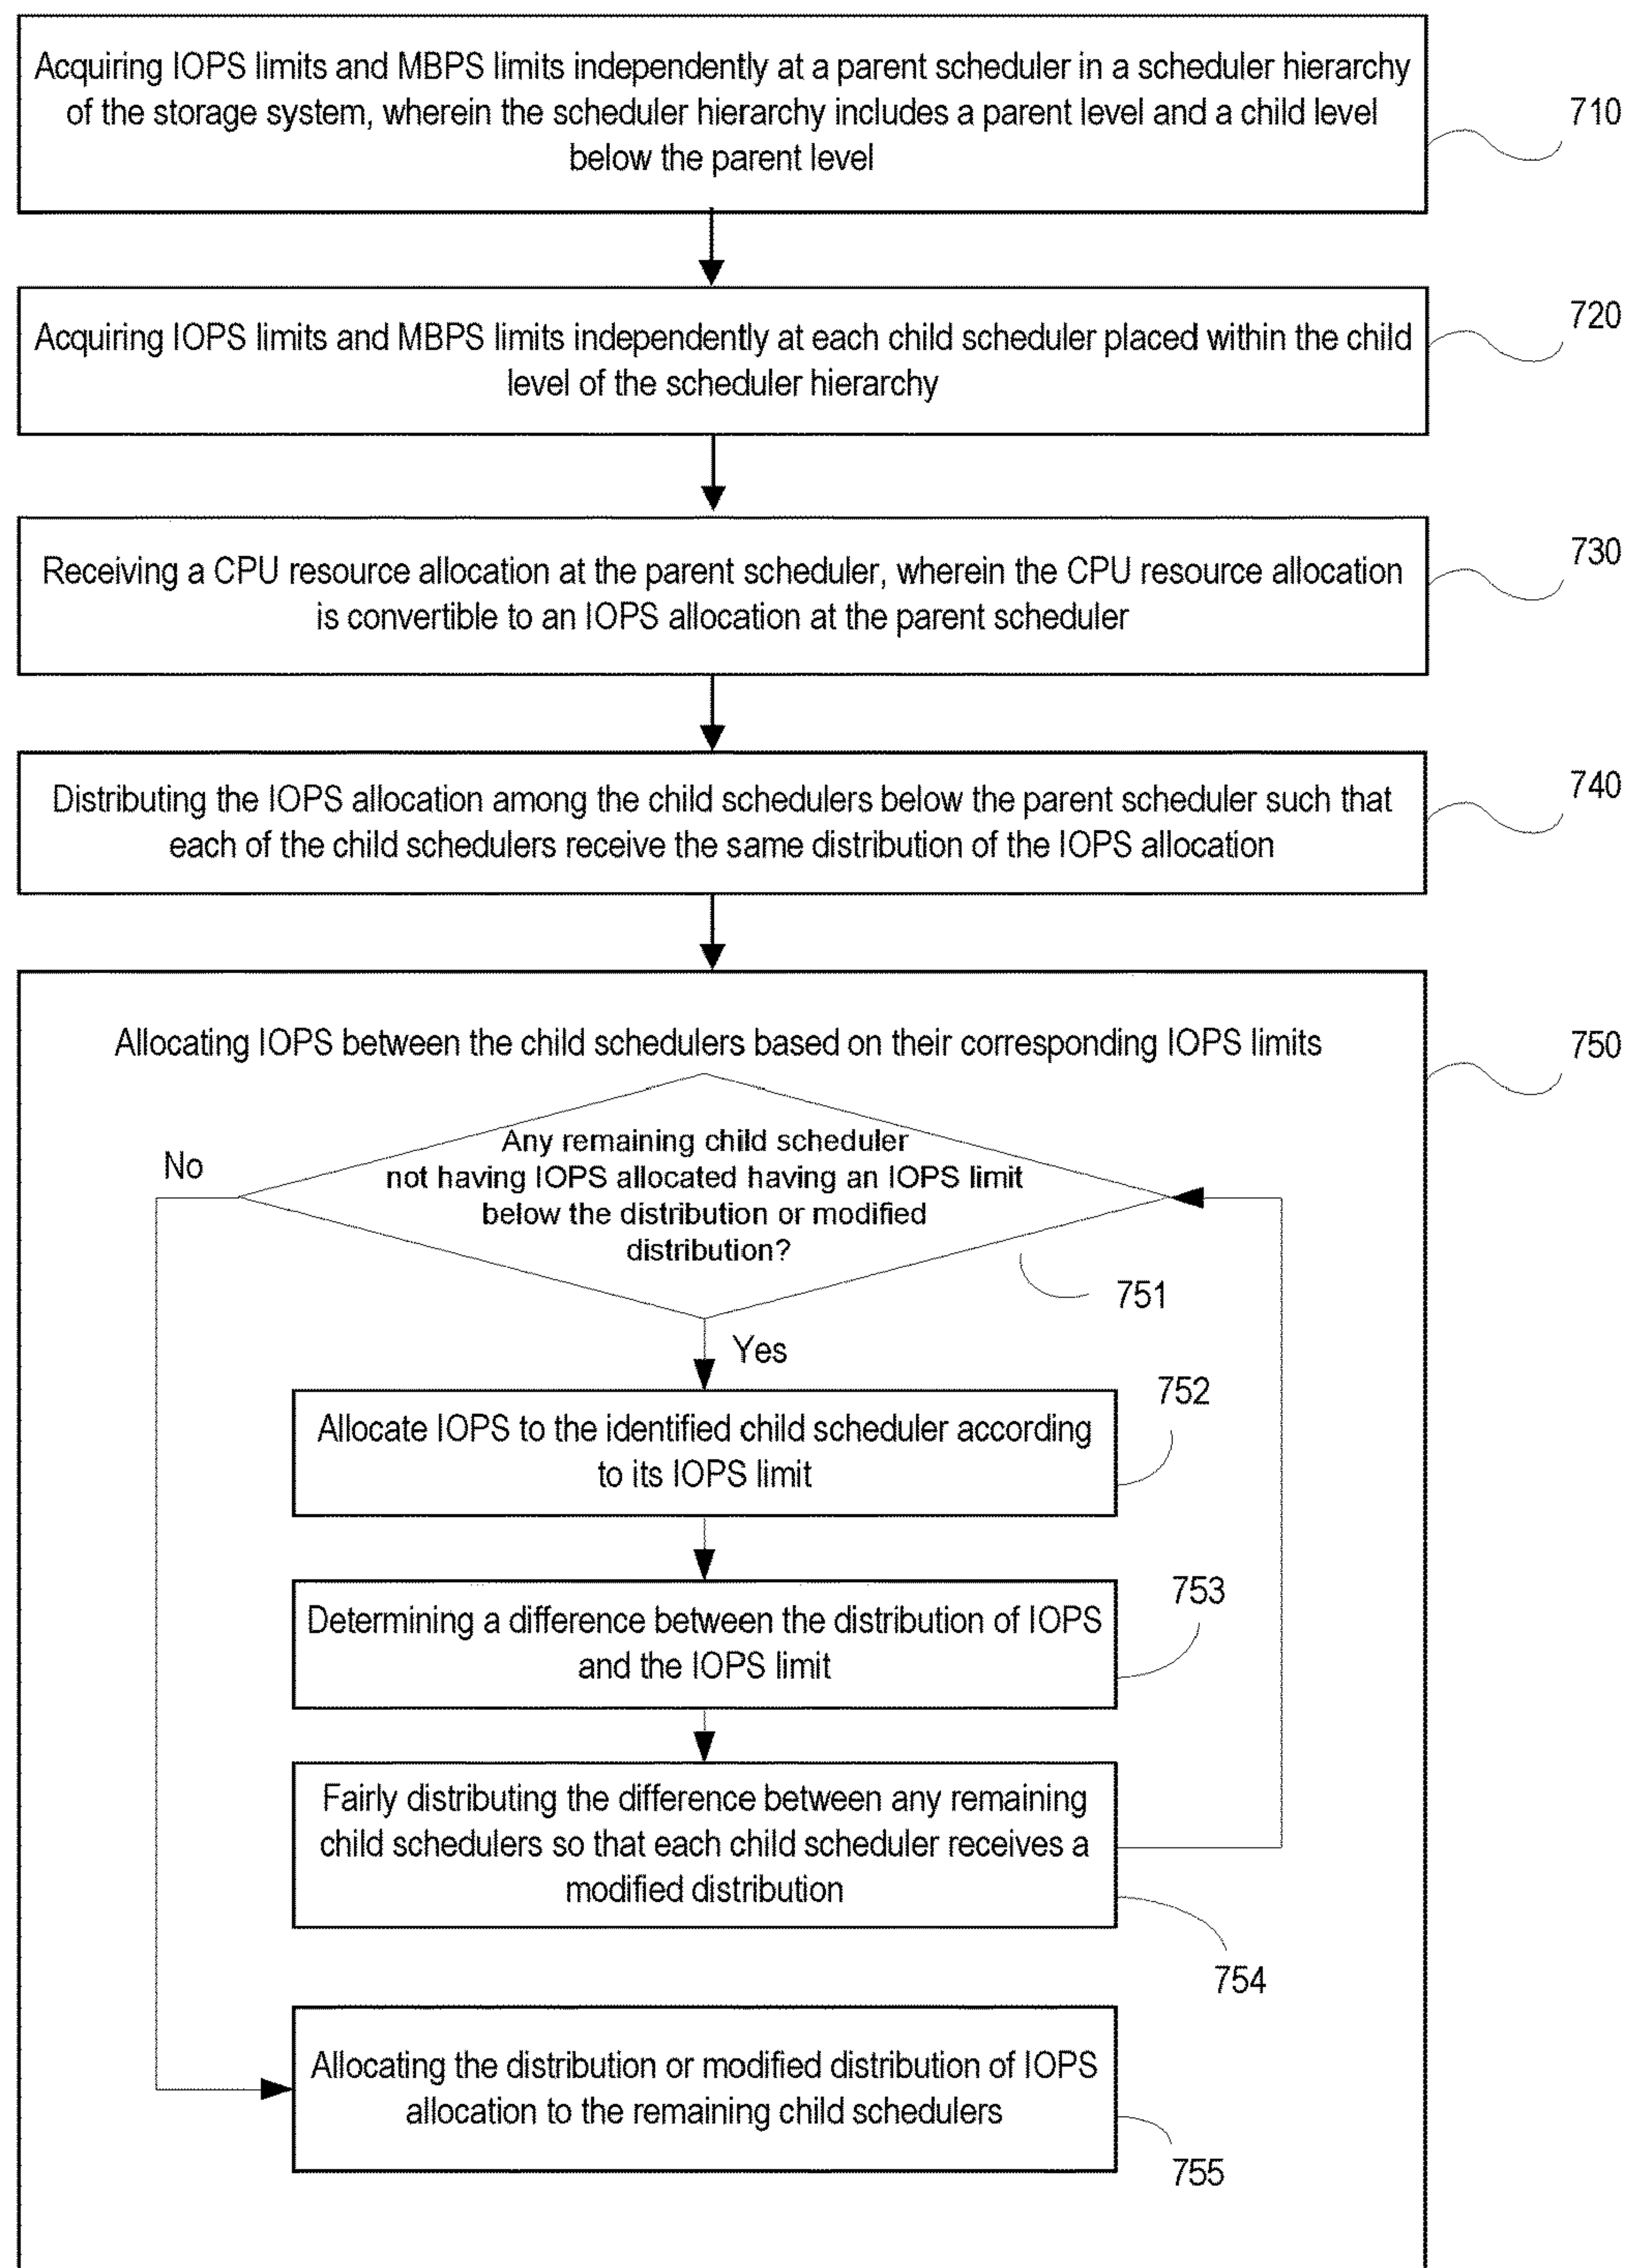 Acquiring IOPS limits and MBPS limits independently at a parent scheduler in a scheduler hierarchy
of the storage system, wherein the scheduler hierarchy includes a parent level and a child level
below the parent level
710
Acquiring IOPS limits and MBPS limits independently at each child scheduler placed within the child
level of the scheduler hierarchy
720
Receiving a CPU resource allocation at the parent scheduler, wherein the CPU resource allocation
is convertible to an IOPS allocation at the parent scheduler
730
Distributing the IOPS allocation among the child schedulers below the parent scheduler such that
each of the child schedulers receive the same distribution of the IOPS allocation
740
Allocating IOPS between the child schedulers based on their corresponding IOPS limits
750
Any remaining child scheduler
not having IOPS allocated having an IOPS limit
below the distribution or modified
distribution?
No
751
Yes
752
Allocate IOPS to the identified child scheduler according
to its IOPS limit
753
Determining a difference between the distribution of IOPS
and the IOPS limit
Fairly distributing the difference between any remaining
child schedulers so that each child scheduler receives a
modified distribution
754
Allocating the distribution or modified distribution of IOPS
allocation to the remaining child schedulers
755